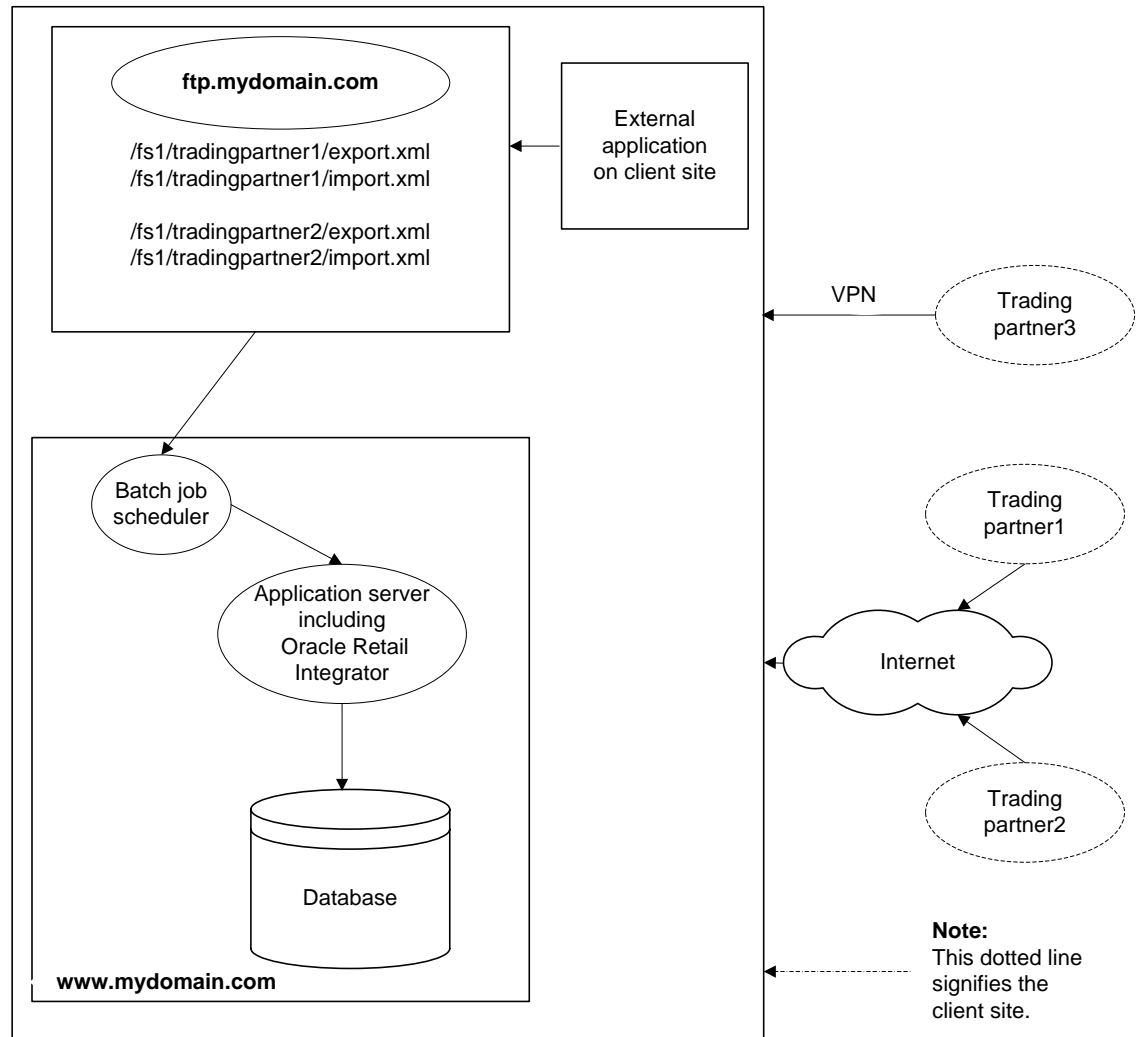 ftp.mydomain.com
/fs1/tradingpartner1/export.xml
/fs1/tradingpartner1/import.xml
/fs1/tradingpartner2/export.xml
/fs1/tradingpartner2/import.xml
External
application
on client site
VPN
Trading
partner3
Batch job
scheduler
Application server
including
Oracle Retail
Integrator
Database
www.mydomain.com
Trading
partner1
Internet
Trading
partner2
Note:
This dotted line
signifies the
client site.